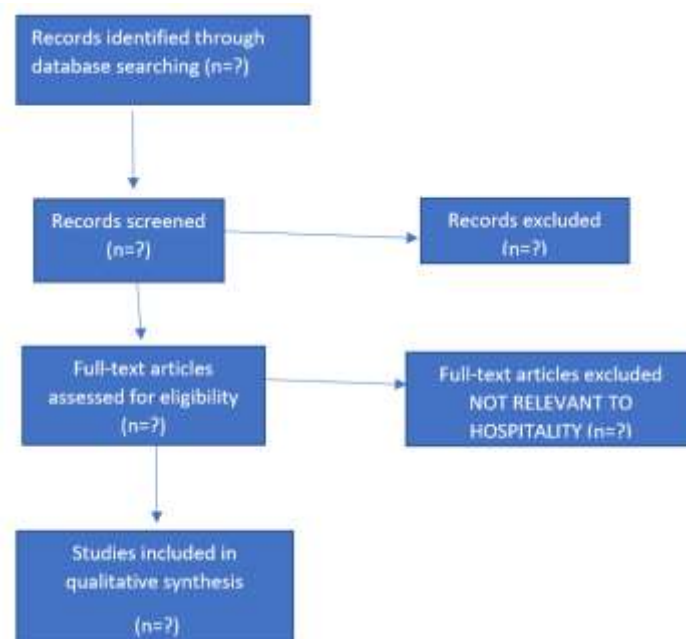 Records identified through
database searching (n=?)
Records screened
(n=?)
Records excluded
(n=?)
Full-text articles
assessed for eligibility
(n=?)
Full-text articles excluded
NOT RELEVANT TO
HOSPITALITY (n=?)
Studies included in
qualitative synthesis
(n=?)